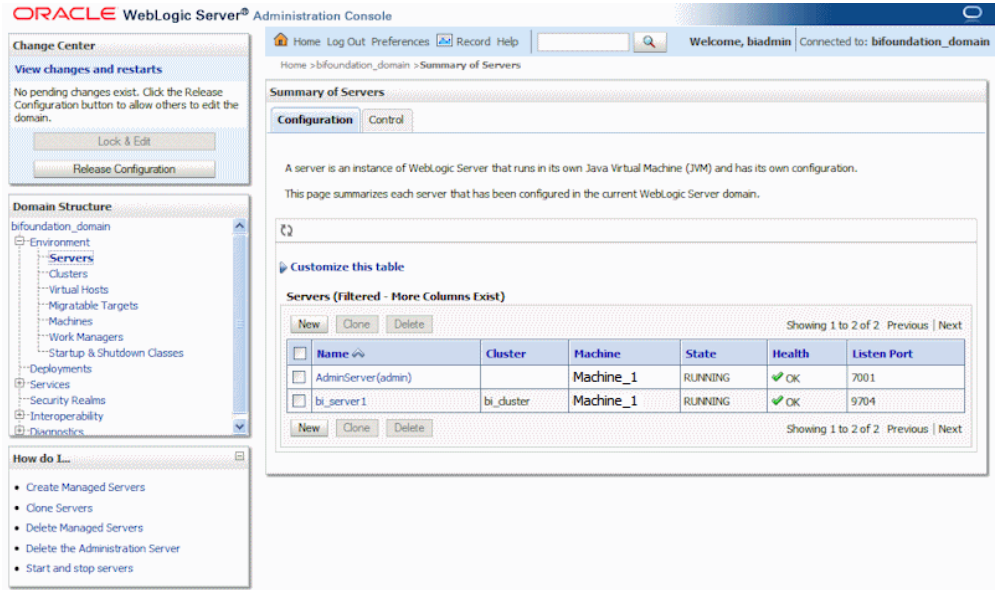 ORACLE WebLogic Server® Administration Console
Change Center
View changes and restarts
No pending changes exist. Click the Release
Configuration button to allow others to edit the
domain.
Lock & Edit
Release Configuration
Domain Structure
bifoundation_domain
Environment
Servers
Clusters
Virtual Hosts
Migratable Targets
Machines
Work Managers
Startup & Shutdown Classes
Deployments
Services
Security Realms
Interoperability
Diagnostics
How do I...
Create Managed Servers
Clone Servers
Delete Managed Servers
Delete the Administration Server
Start and stop servers
Home Log Out Preferences Record Help
Welcome, biadmin Connected to: bifoundation_domain
Home >bifoundation_domain >Summary of Servers
Summary of Servers
Configuration Control
A server is an instance of WebLogic Server that runs in its own Java Virtual Machine (JVM) and has its own configuration.
This page summarizes each server that has been configured in the current WebLogic Server domain.
Customize this table
Servers (Filtered - More Columns Exist)
New Clone Delete Showing 1 to 2 of 2 Previous | Next
Name Cluster Machine State Health Listen Port
AdminServer(admin) Machine_1 RUNNING OK 7001
bi_server1 bi_cluster Machine_1 RUNNING OK 9704
New Clone Delete Showing 1 to 2 of 2 Previous | Next